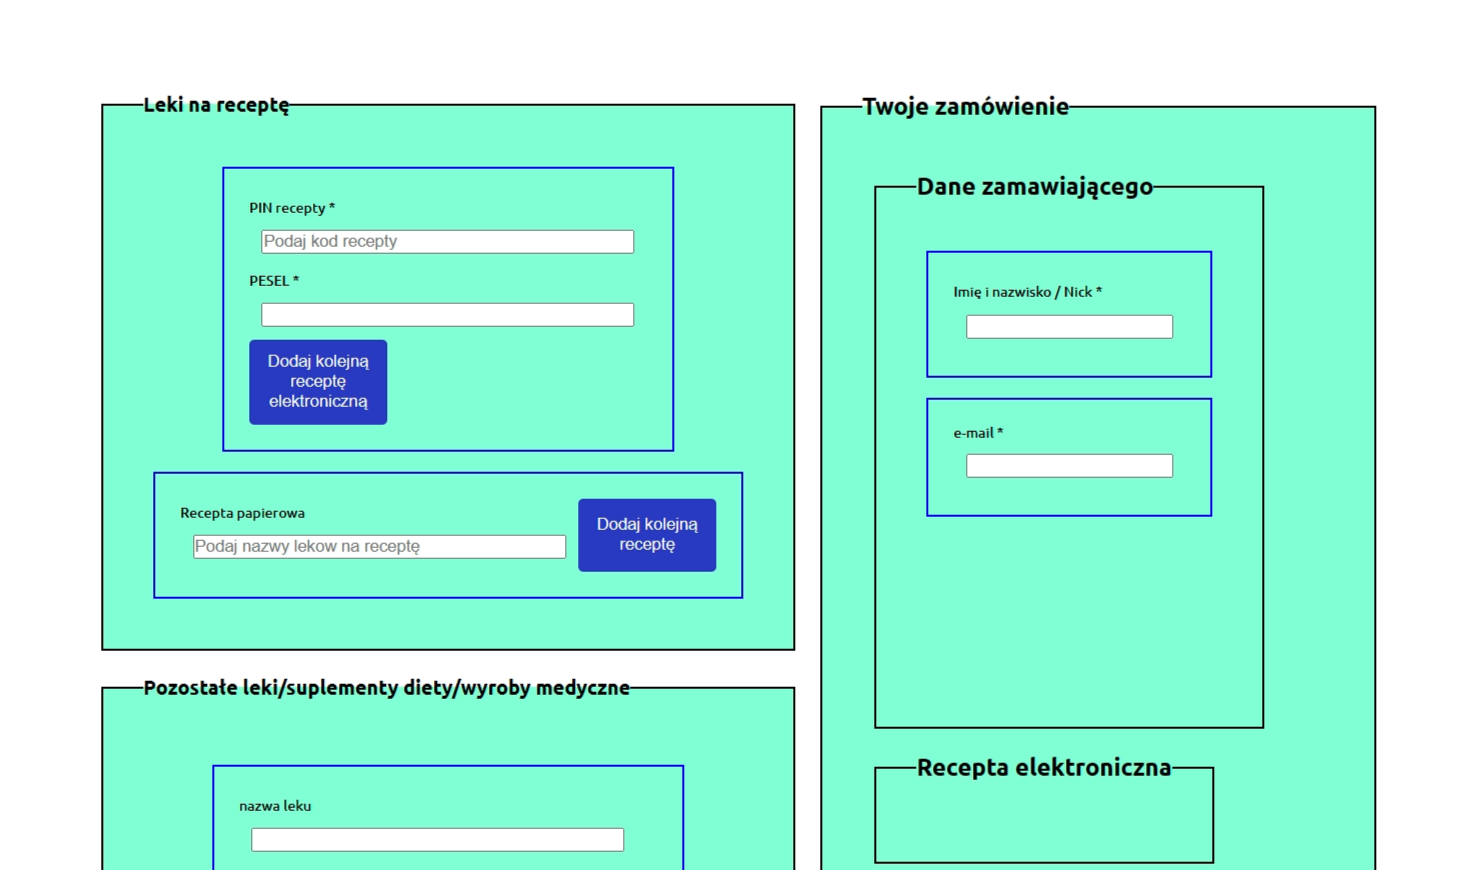 Leki na receptę
PIN recepty *
Podaj kod recepty
PESEL *
Dodaj kolejną
receptę
elektroniczną
Recepta papierowa
Podaj nazwy lekow na receptę
Dodaj kolejną
receptę
Pozostałe leki/suplementy diety/wyroby medyczne
nazwa leku
Twoje zamówienie
Dane zamawiającego
Imię i nazwisko / Nick *
e-mail *
Recepta elektroniczna